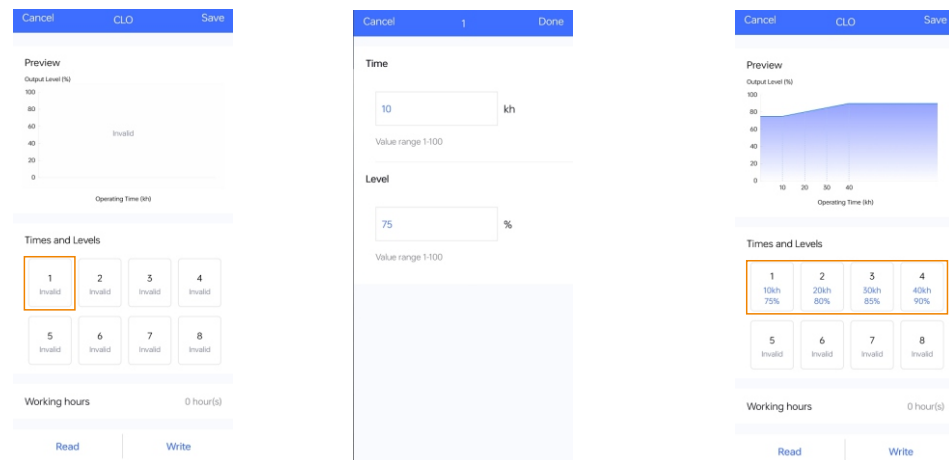 Cancel CLO Save
Preview
Output Level (%)
100
80
60
40
20
0
Invalid
Operating Time (kh)
Times and Levels
1 2 3 4
Invalid Invalid Invalid Invalid
5 6 7 8
Invalid Invalid Invalid Invalid
Working hours 0 hour(s)
Read Write
Cancel 1 Done
Time
10 kh
Value range 1-100
Level
75 %
Value range 1-100
Cancel CLO Save
Preview
Output Level (%)
100
80
60
40
20
0
10 20 30 40
Operating Time (kh)
Times and Levels
1 2 3 4
10kh 20kh 30kh 40kh
75% 80% 85% 90%
5 6 7 8
Invalid Invalid Invalid Invalid
Working hours 0 hour(s)
Read Write